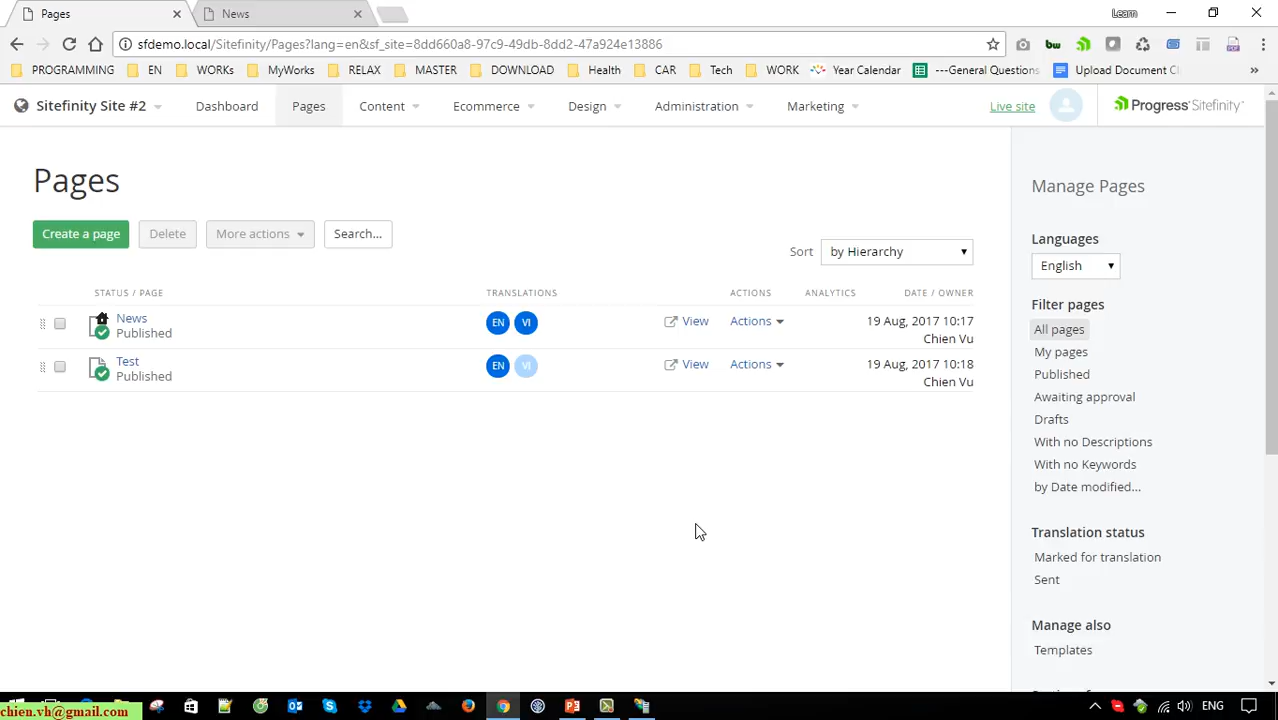 Pages
News
Learn
sfdemo.local/Sitefinity/Pages?lang=en&sf_site=8dd660a8-97c9-49db-8dd2-47a924e13886
PROGRAMMING EN WORKs MyWorks RELAX MASTER DOWNLOAD Health CAR Tech WORK Year Calendar ---General Questions Upload Document Cl »
Sitefinity Site #2 Dashboard Pages Content Ecommerce Design Administration Marketing Live site Progress Sitefinity
Pages
Create a page Delete More actions Search...
Sort by Hierarchy
STATUS / PAGE TRANSLATIONS ACTIONS ANALYTICS DATE / OWNER
News EN VI View Actions 19 Aug, 2017 10:17
Published Chien Vu
Test EN VI View Actions 19 Aug, 2017 10:18
Published Chien Vu
Manage Pages
Languages
English
Filter pages
All pages
My pages
Published
Awaiting approval
Drafts
With no Descriptions
With no Keywords
by Date modified...
Translation status
Marked for translation
Sent
Manage also
Templates
chien.vh@gmail.com
ENG